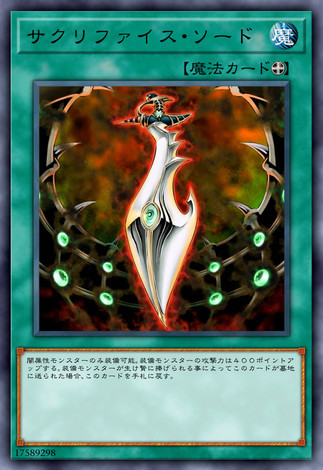 サクリファイス・ソード
魔
【魔法カード】
闇属性モンスターのみ装備可能。装備モンスターの攻撃力は４００ポイントア
ップする。装備モンスターが生け贄に捧げられる事によってこのカードが墓地
に送られた場合、このカードを手札に戻す。
17589298